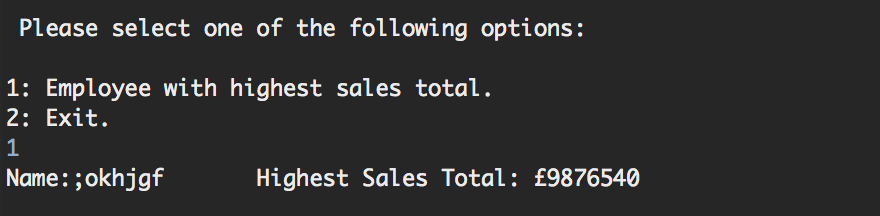 Please select one of the following options:
1: Employee with highest sales total.
2: Exit.
1
Name:;okhjgf Highest Sales Total: £9876540